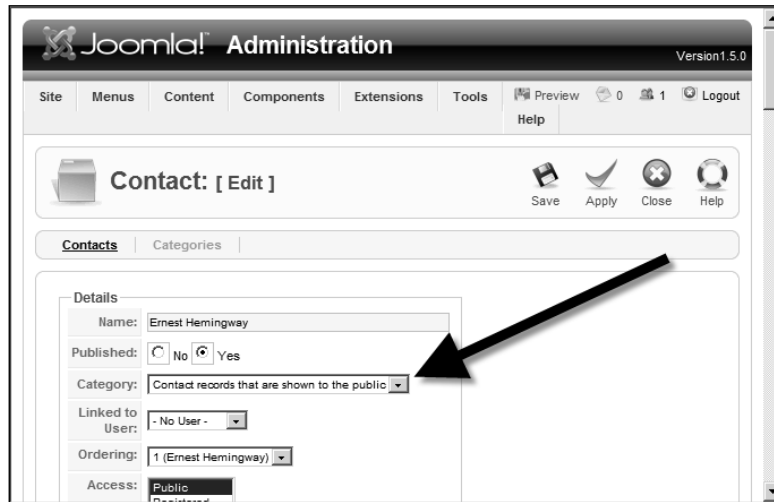 Joomla!™ Administration
Version1.5.0
Site Menus Content Components Extensions Tools Preview 0 1 Logout
Help
Contact: [ Edit ]
Save Apply Close Help
Contacts Categories
Details
Name: Ernest Hemingway
Published: No Yes
Category: Contact records that are shown to the public
Linked to
User: - No User -
Ordering: 1 (Ernest Hemingway)
Access: Public
Registered